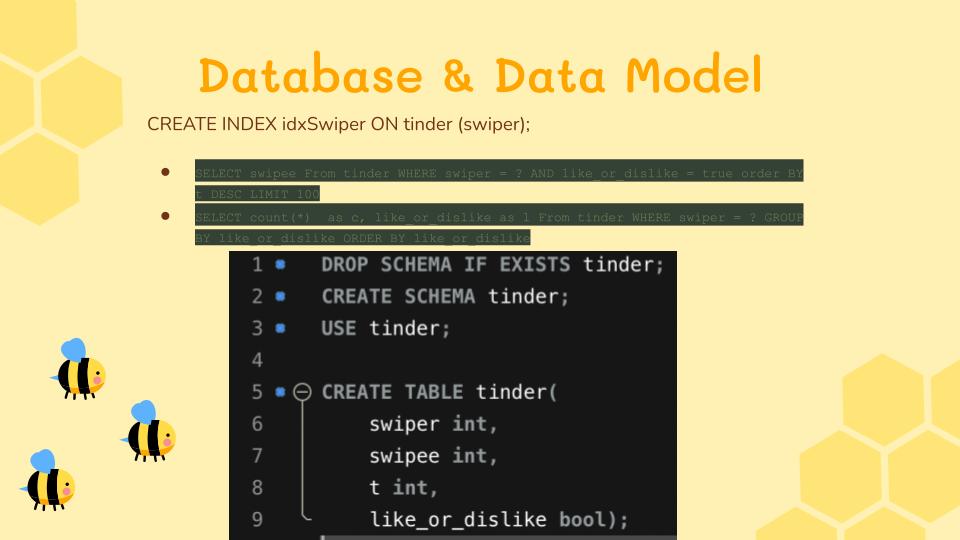 Database & Data Model
CREATE INDEX idxSwiper ON tinder (swiper);
SELECT swipee From tinder WHERE swiper = ? AND like_or_dislike = true order BY
t DESC LIMIT 100
SELECT count(*)  as c, like_or_dislike as l From tinder WHERE swiper = ? GROUP
BY like_or_dislike ORDER BY like_or_dislike
1 DROP SCHEMA IF EXISTS tinder;
2 CREATE SCHEMA tinder;
3 USE tinder;
4
5 CREATE TABLE tinder(
6 swiper int,
7 swipee int,
8 t int,
9 like_or_dislike bool);